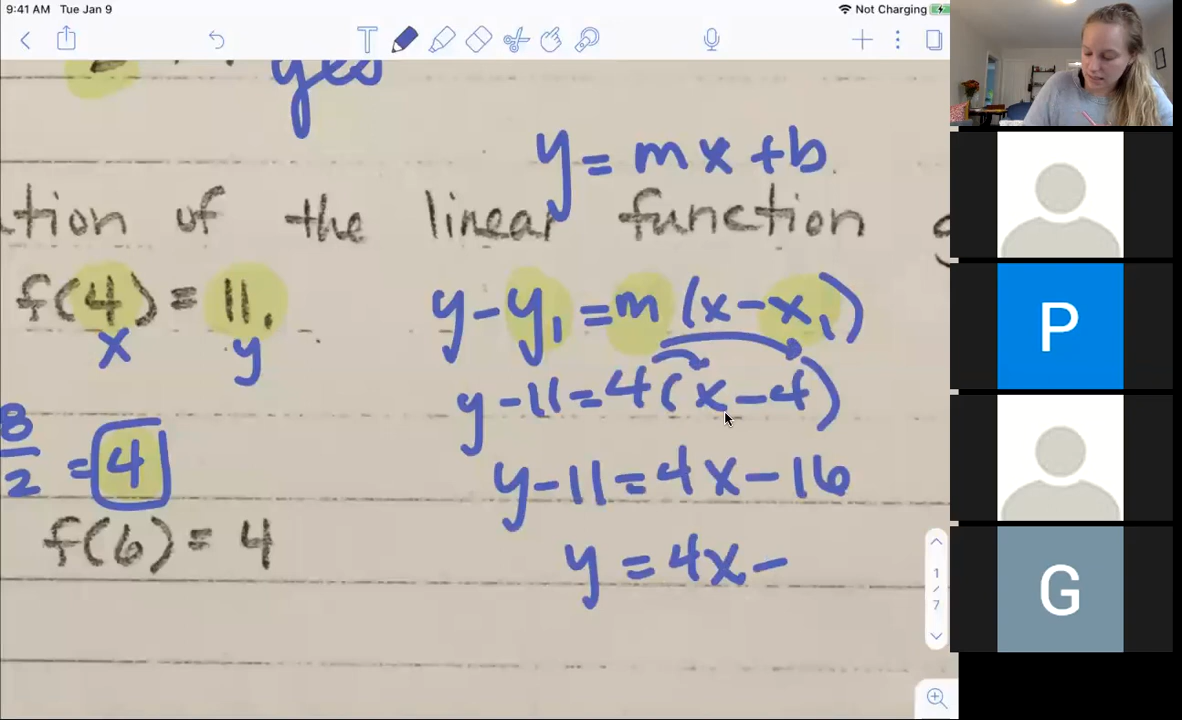 9:41 AM Tue Jan 9
Not Charging
yes
y = mx + b
ation of the linear function
f(4) = 11.
x y
y - y₁ = m(x - x₁)
y - 11 = 4(x - 4)
8/2 = 4
y - 11 = 4x - 16
f(6) = 4
y = 4x -
T
1
/
7
P
G